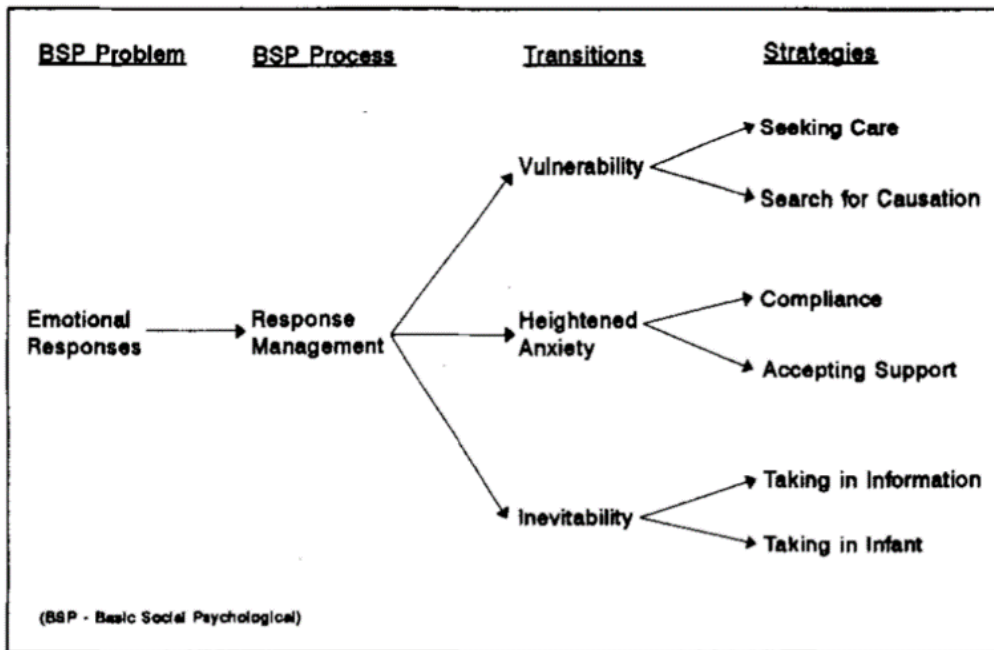 BSP Problem
BSP Process
Transitions
Strategies
Emotional
Responses
Response
Management
Vulnerability
Seeking Care
Search for Causation
Heightened
Anxiety
Compliance
Accepting Support
Inevitability
Taking in Information
Taking in Infant
(BSP - Basic Social Psychological)